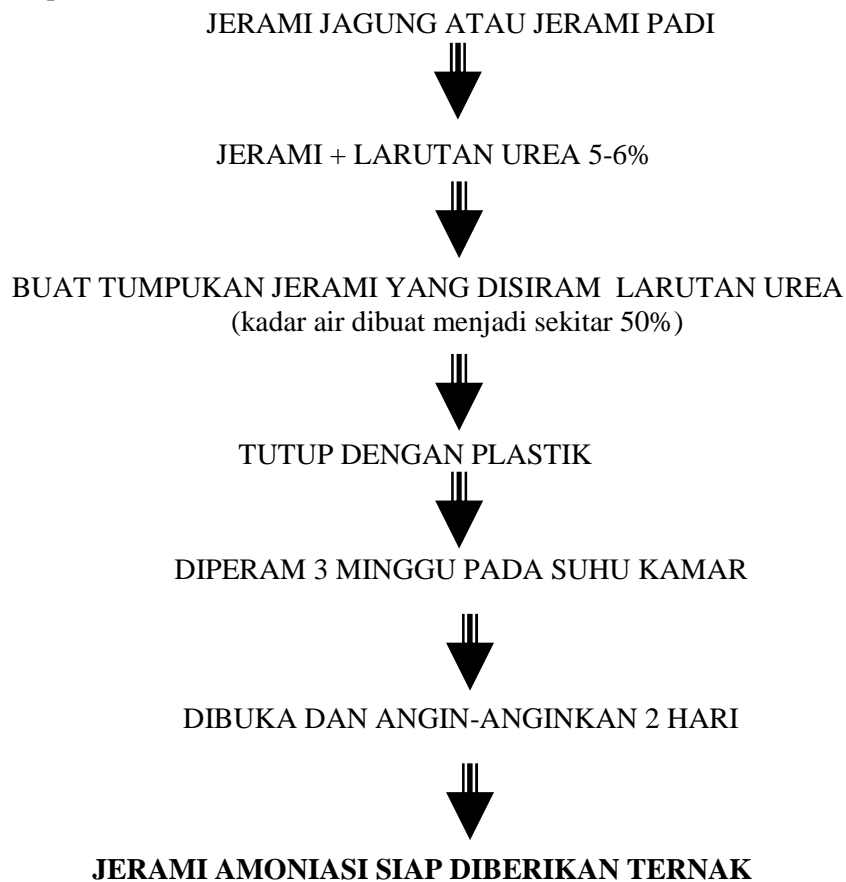 JERAMI JAGUNG ATAU JERAMI PADI
JERAMI + LARUTAN UREA 5-6%
BUAT TUMPUKAN JERAMI YANG DISIRAM LARUTAN UREA
(kadar air dibuat menjadi sekitar 50%)
TUTUP DENGAN PLASTIK
DIPERAM 3 MINGGU PADA SUHU KAMAR
DIBUKA DAN ANGIN-ANGINKAN 2 HARI
JERAMI AMONIASI SIAP DIBERIKAN TERNAK